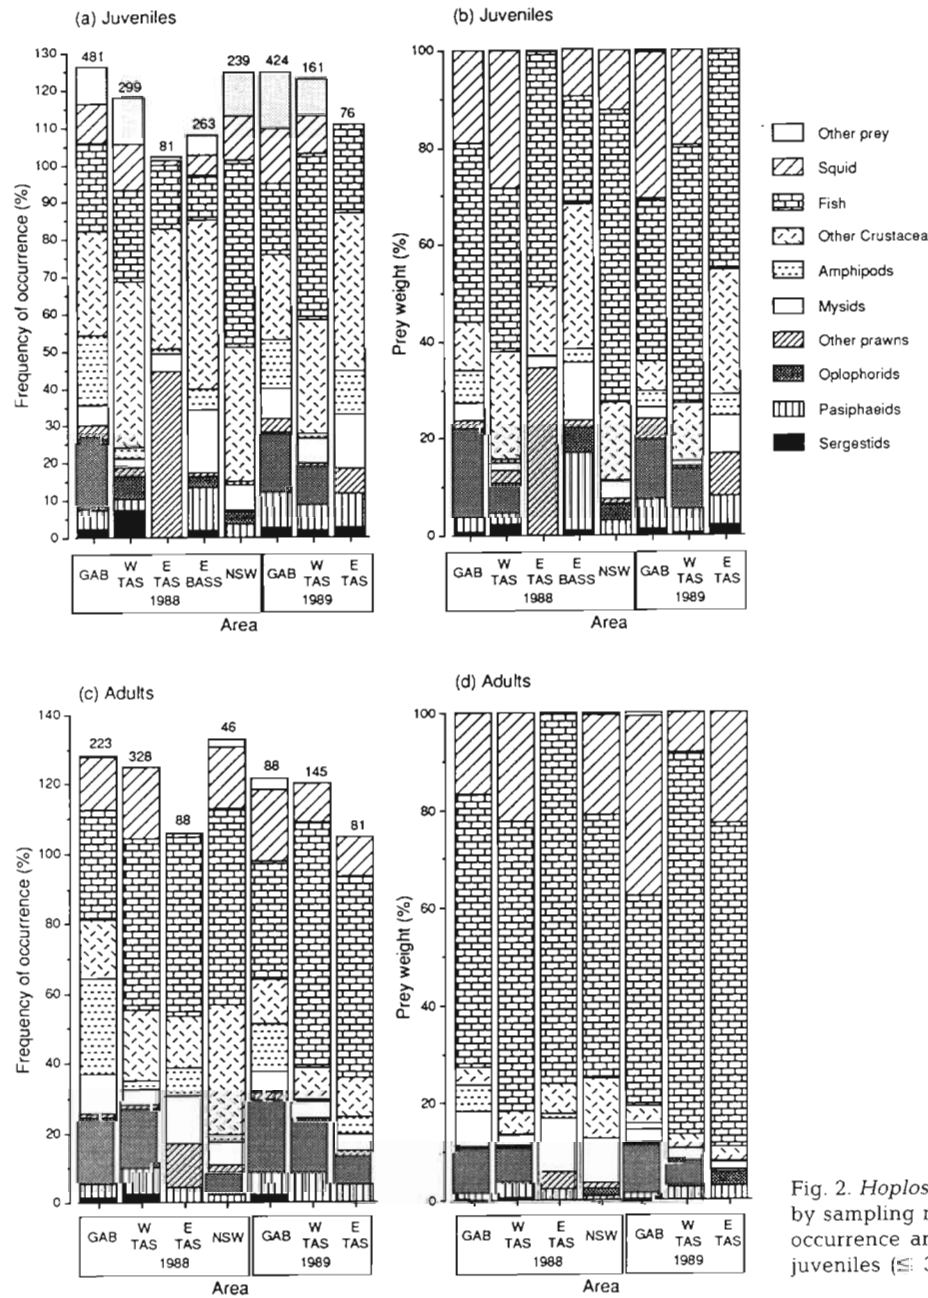 (a) Juveniles
130
120
110
100
90
80
70
60
50
40
30
20
10
0
Frequency of occurrence (%)
481
299
81
263
239
424
161
76
GAB
W
TAS
E
TAS
E
BASS
NSW
GAB
W
TAS
E
TAS
1988
1989
Area
(b) Juveniles
100
80
60
40
20
0
Prey weight (%)
GAB
W
TAS
E
TAS
E
BASS
NSW
GAB
W
TAS
E
TAS
1988
1989
Area
Other prey
Squid
Fish
Other Crustacea
Amphipods
Mysids
Other prawns
Oplophorids
Pasiphaeids
Sergestids
(c) Adults
140
120
100
80
60
40
20
0
Frequency of occurrence (%)
223
328
88
46
88
145
81
GAB
W
TAS
E
TAS
NSW
GAB
W
TAS
E
TAS
1988
1989
Area
(d) Adults
100
80
60
40
20
0
Prey weight (%)
GAB
W
TAS
E
TAS
NSW
GAB
W
TAS
E
TAS
1988
1989
Area
Fig. 2. Hoplos
by sampling
occurrence
juveniles (≦ 3